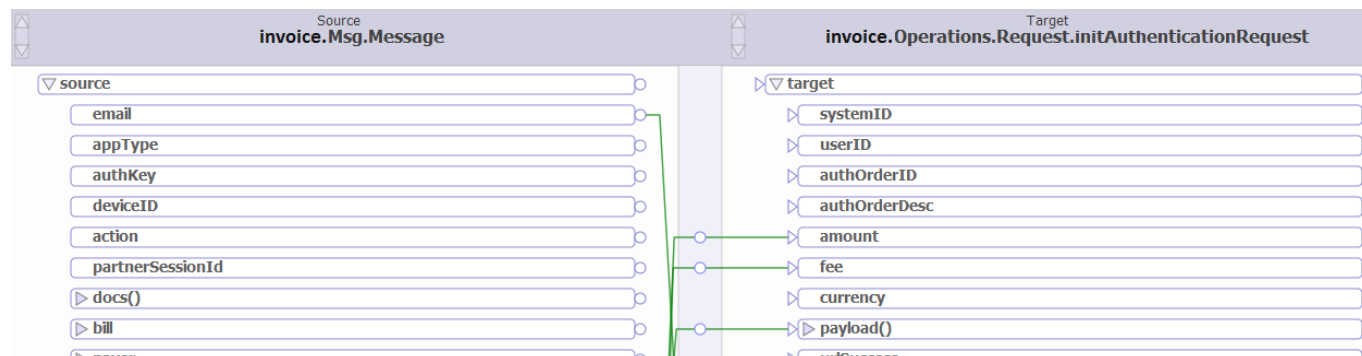 Source
invoice.Msg.Message
Target
invoice.Operations.Request.initAuthenticationRequest
source
target
email
systemID
appType
userID
authKey
authOrderID
deviceID
authOrderDesc
action
amount
partnerSessionId
fee
docs()
currency
bill
payload()